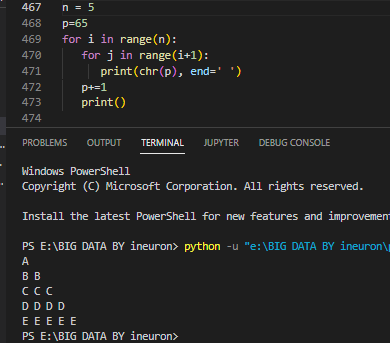 467 n = 5
468 p=65
469 for i in range(n):
470 for j in range(i+1):
471 print(chr(p), end=' ')
472 p+=1
473 print()
474
PROBLEMS OUTPUT TERMINAL JUPYTER DEBUG CONSOLE
Windows PowerShell
Copyright (C) Microsoft Corporation. All rights reserved.
Install the latest PowerShell for new features and improvemen
PS E:\BIG DATA BY ineuron> python -u "e:\BIG DATA BY ineuron\
A
B B
C C C
D D D D
E E E E E
PS E:\BIG DATA BY ineuron>